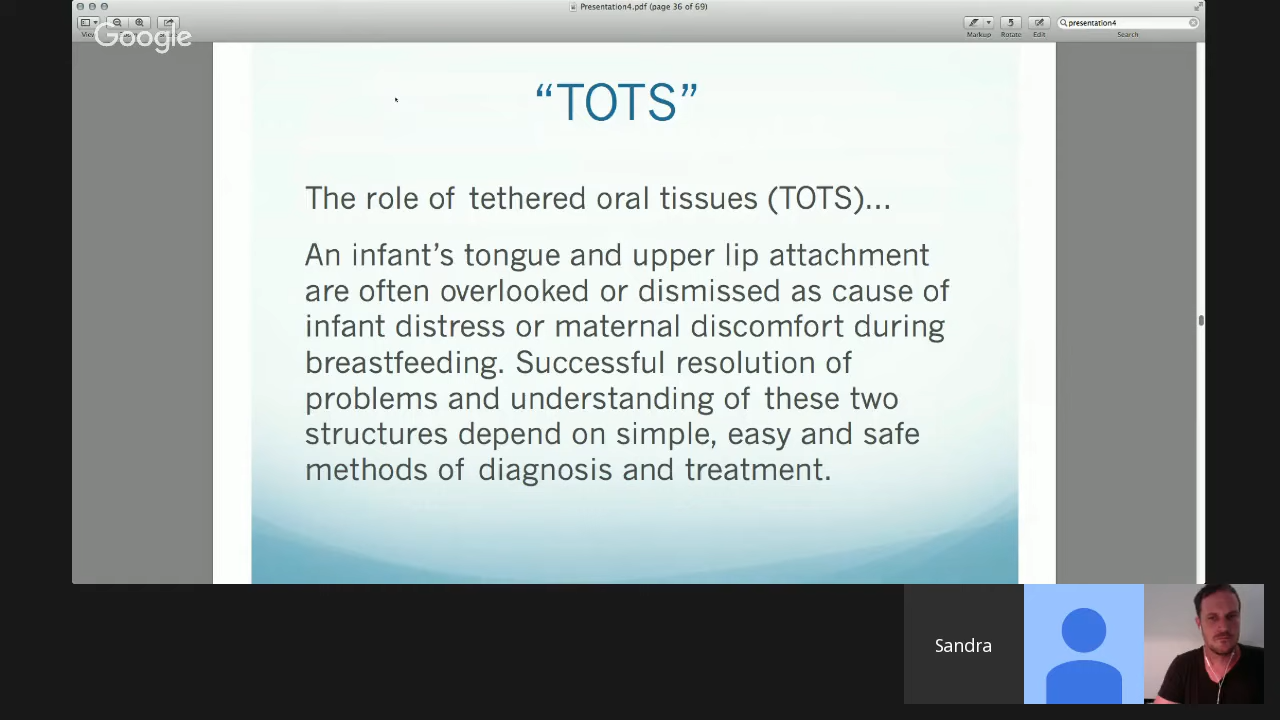 Presentation4.pdf (page 36 of 69)
Google
presentation4
Markup
Rotate
Edit
Search
“TOTS”
The role of tethered oral tissues (TOTS)...
An infant’s tongue and upper lip attachment
are often overlooked or dismissed as cause of
infant distress or maternal discomfort during
breastfeeding. Successful resolution of
problems and understanding of these two
structures depend on simple, easy and safe
methods of diagnosis and treatment.
Sandra